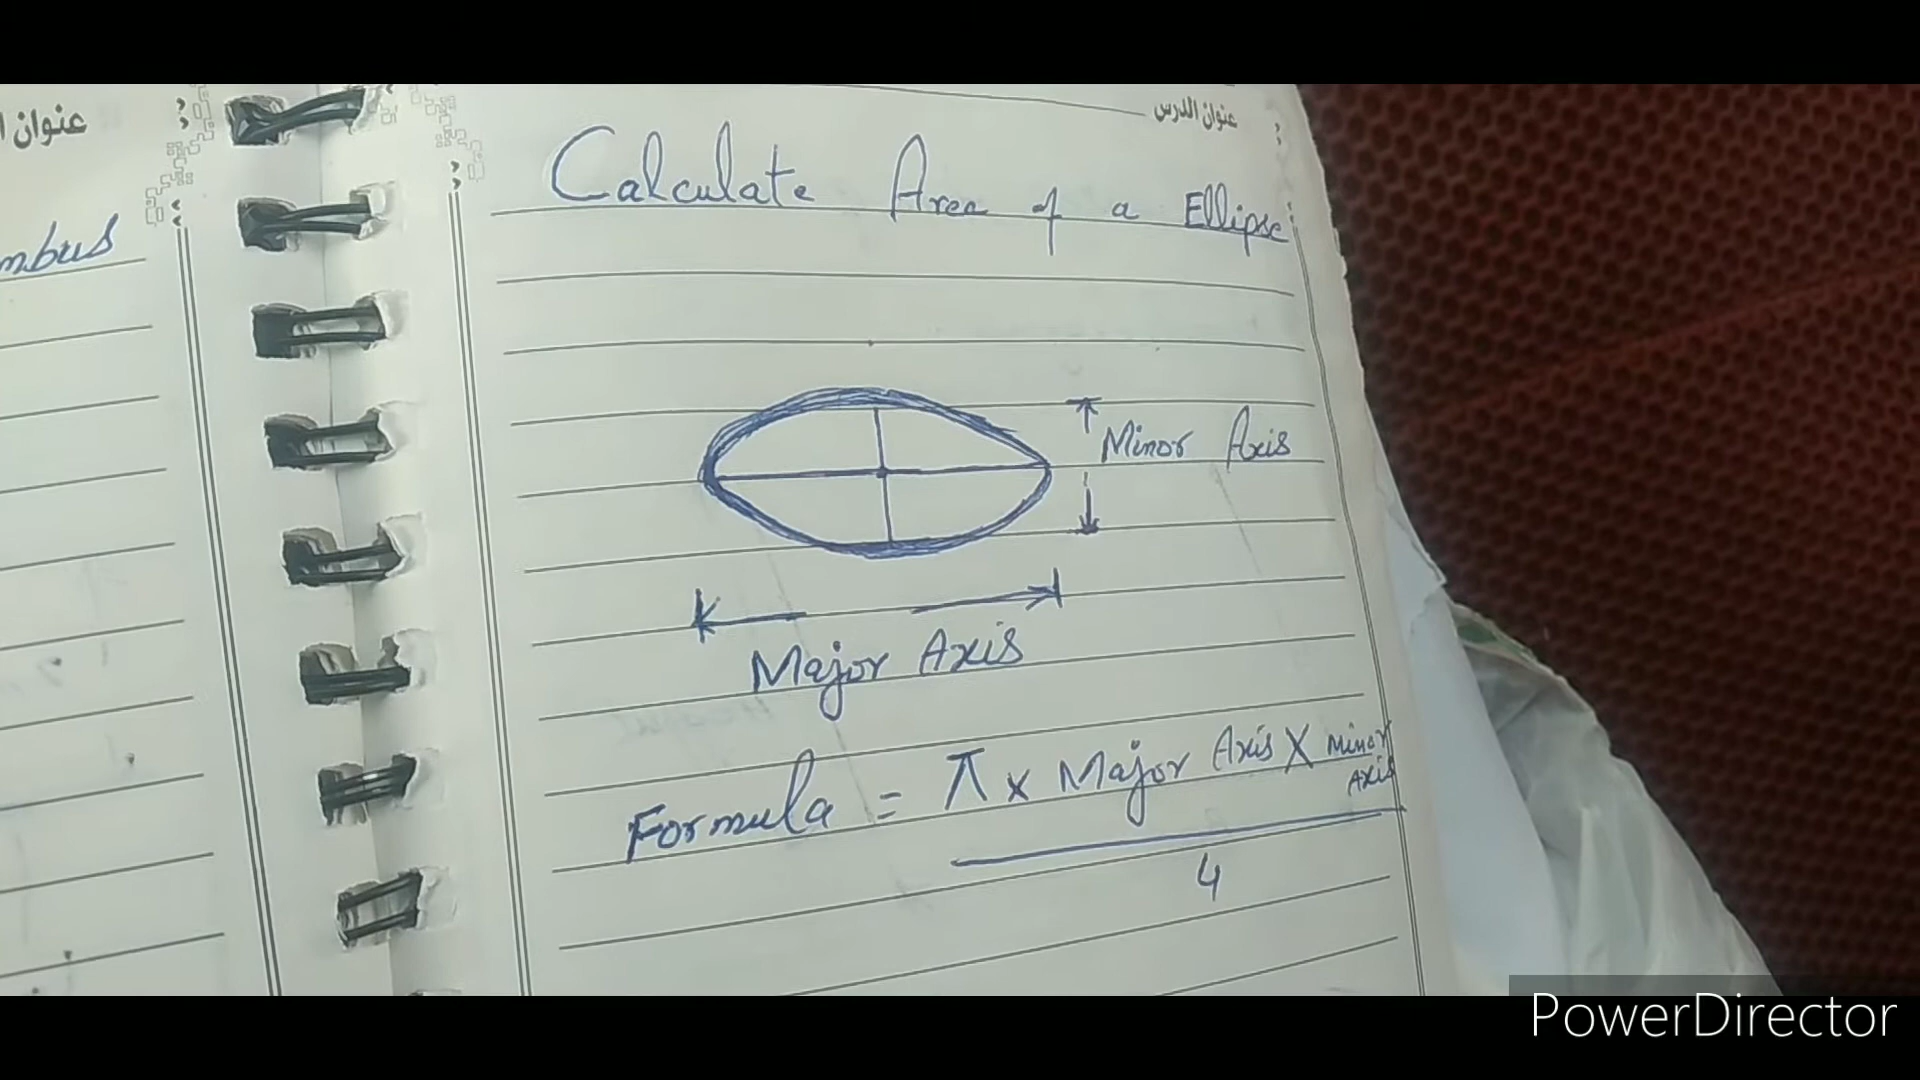 عنوان
عنوان الدرس
mbus
Calculate Area of a Ellipse
Minor Axis
Major Axis
Formula = π x Major Axis X Minor Axis
4
PowerDirector